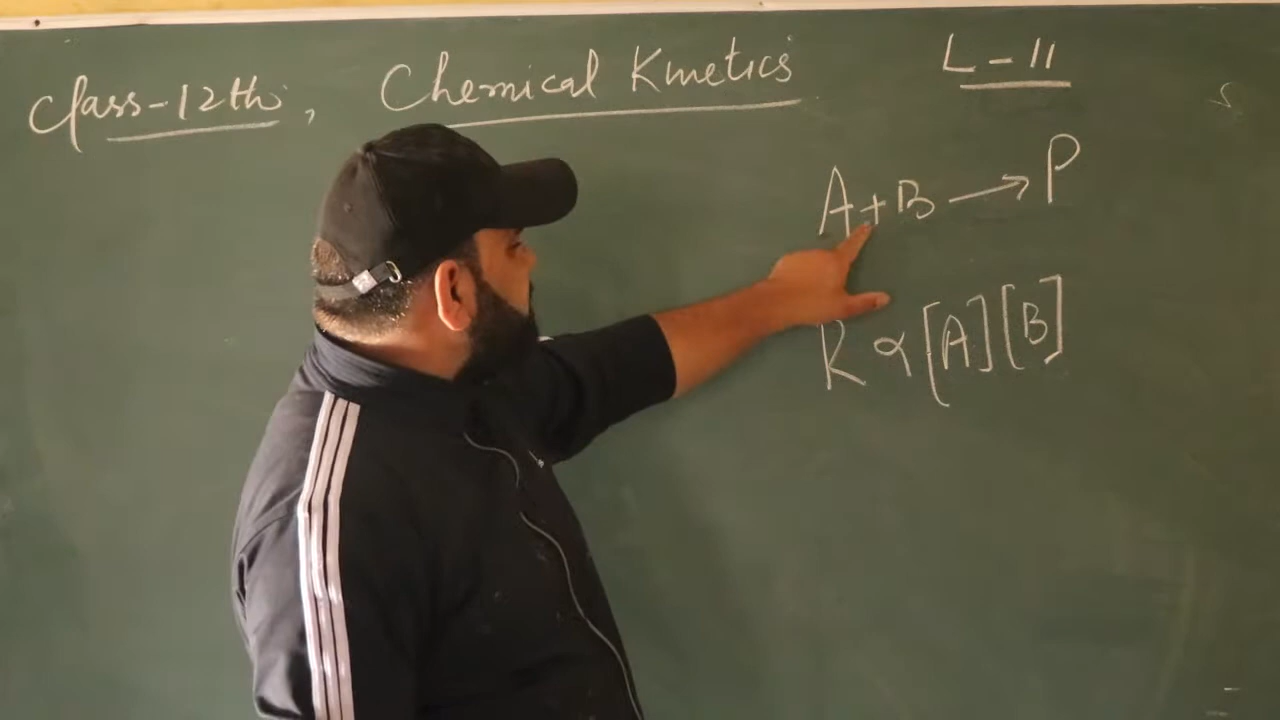 Class-12th, Chemical Kinetics L-11
A+B → P
R ∝ [A][B]